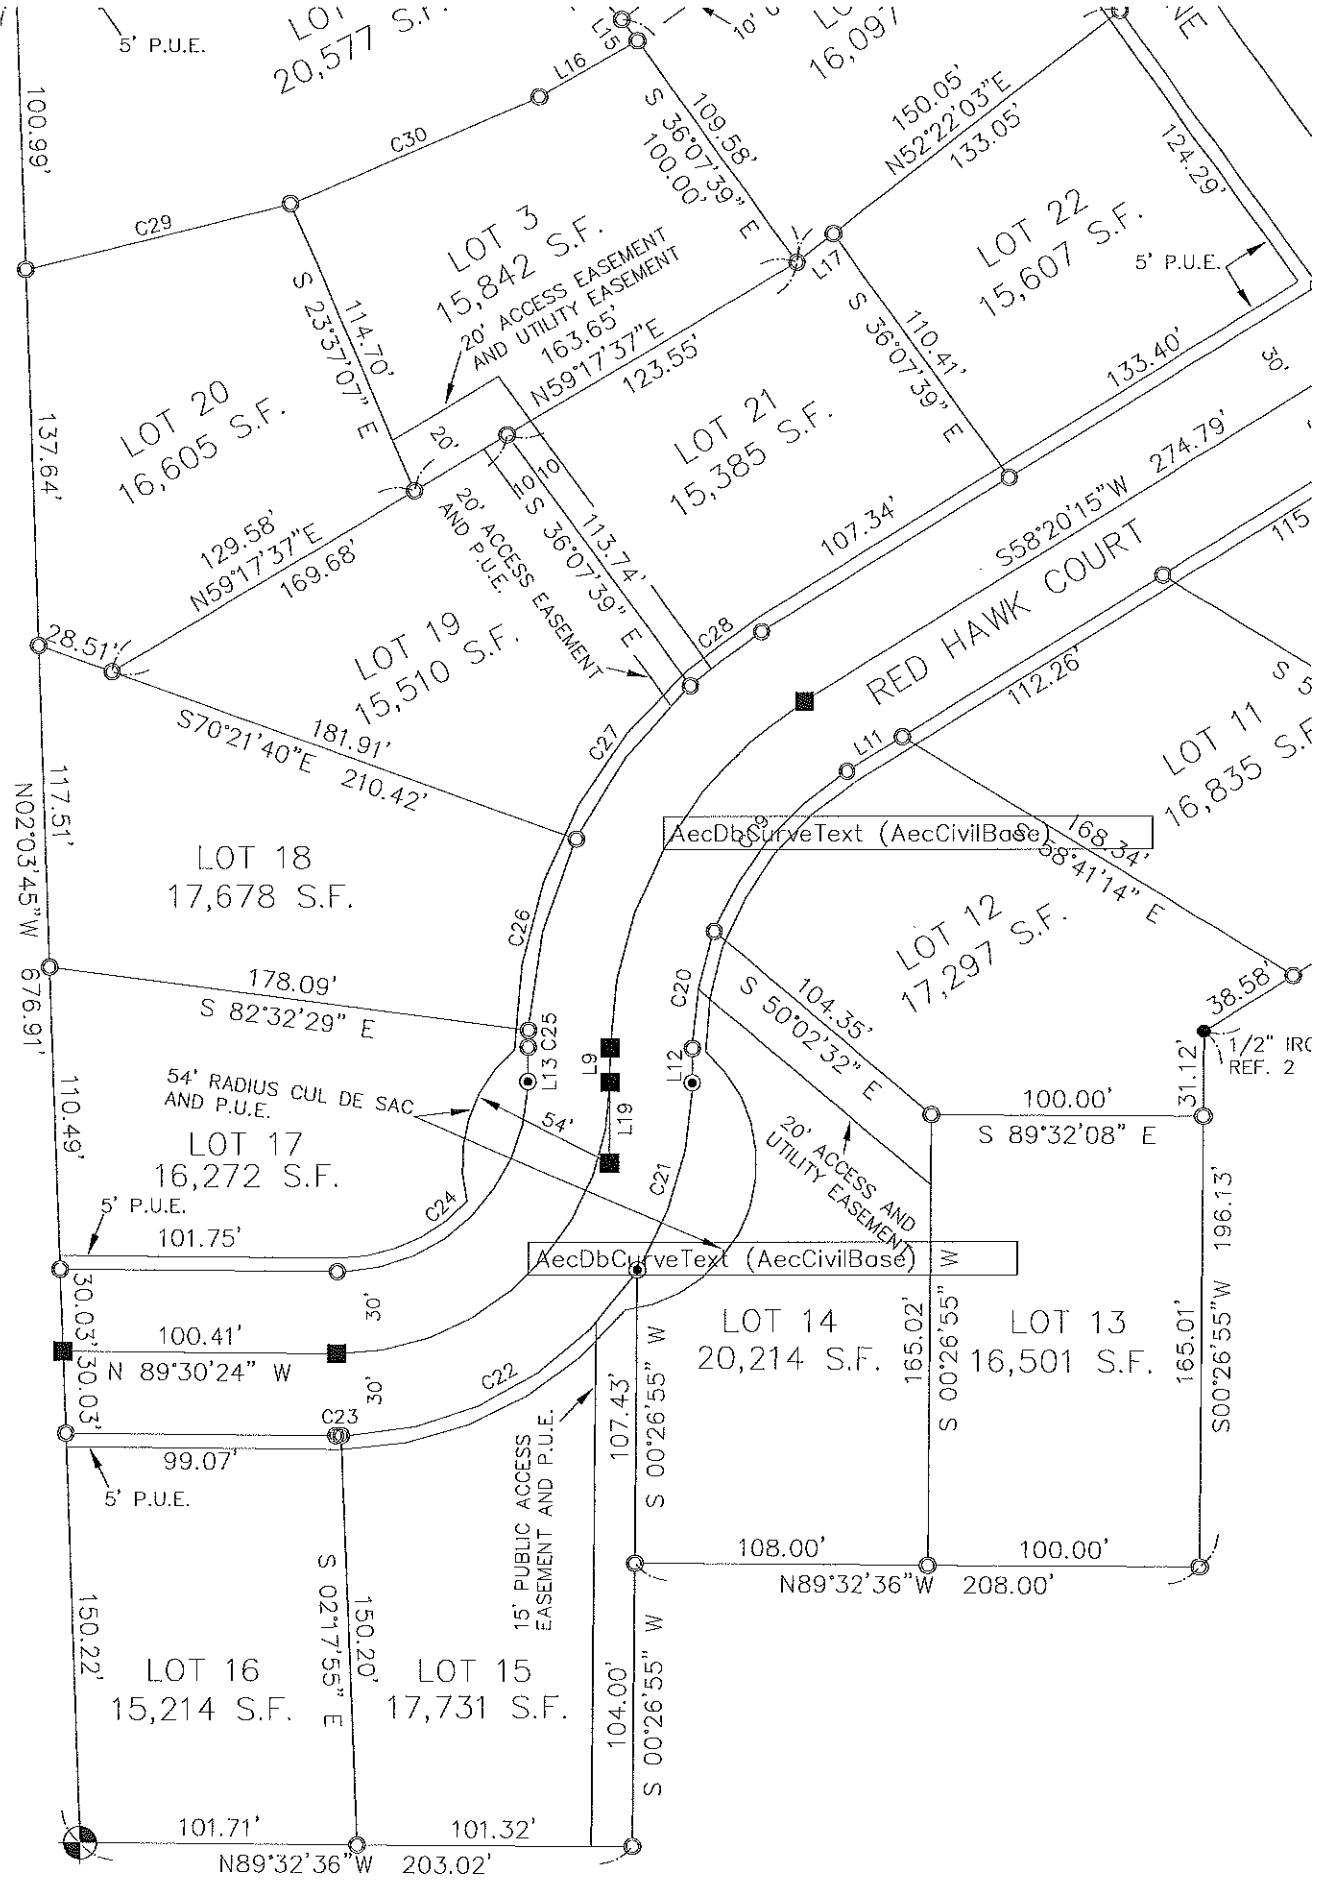 5' P.U.E.
LOT
20,577 S.F.
L15
L16
10'
16,097
100.99'
C30
C29
109.58'
S 36°07'39" E
100.00'
150.05'
N52°22'03"E
133.05'
124.29'
NE
LOT 3
15,842 S.F.
20' ACCESS EASEMENT
AND UTILITY EASEMENT
163.65'
N59°17'37"E
123.55'
L17
LOT 22
15,607 S.F.
5' P.U.E.
114.70'
S 23°37'07" E
110.41'
S 36°07'39" E
133.40'
30'
LOT 20
16,605 S.F.
137.64'
20'
10
10
LOT 21
15,385 S.F.
20' ACCESS EASEMENT
AND P.U.E.
S 36°07'39" E
113.74'
107.34'
S58°20'15"W 274.79'
115
129.58'
N59°17'37"E
169.68'
28.51'
LOT 19
15,510 S.F.
C28
RED HAWK COURT
112.26'
S70°21'40"E
181.91'
210.42'
C27
L11
LOT 11
16,835 S.F
S 5
117.51'
N02°03'45"W 676.91'
AecDbCurveText (AecCivilBase)
C19
168.34'
S 58°41'14" E
LOT 18
17,678 S.F.
C26
LOT 12
17,297 S.F.
178.09'
S 82°32'29" E
C20
104.35'
S 50°02'32" E
38.58'
C25
L13
L9
L12
1/2" IRO
REF. 2
31.12'
110.49'
54' RADIUS CUL DE SAC
AND P.U.E.
54'
L19
100.00'
S 89°32'08" E
LOT 17
16,272 S.F.
5' P.U.E.
C24
C21
20' ACCESS AND
UTILITY EASEMENT
196.13'
101.75'
AecDbCurveText (AecCivilBase)
30.03'
30'
100.41'
N 89°30'24" W
30.03'
30'
LOT 14
20,214 S.F.
165.02'
S 00°26'55" W
LOT 13
16,501 S.F.
165.01'
S00°26'55"W
C22
C23
99.07'
5' P.U.E.
107.43'
S 00°26'55" W
15' PUBLIC ACCESS
EASEMENT AND P.U.E.
108.00'
100.00'
N89°32'36"W 208.00'
150.22'
S 02°17'55" E
150.20'
LOT 16
15,214 S.F.
LOT 15
17,731 S.F.
104.00'
S 00°26'55" W
101.71'
101.32'
N89°32'36"W 203.02'